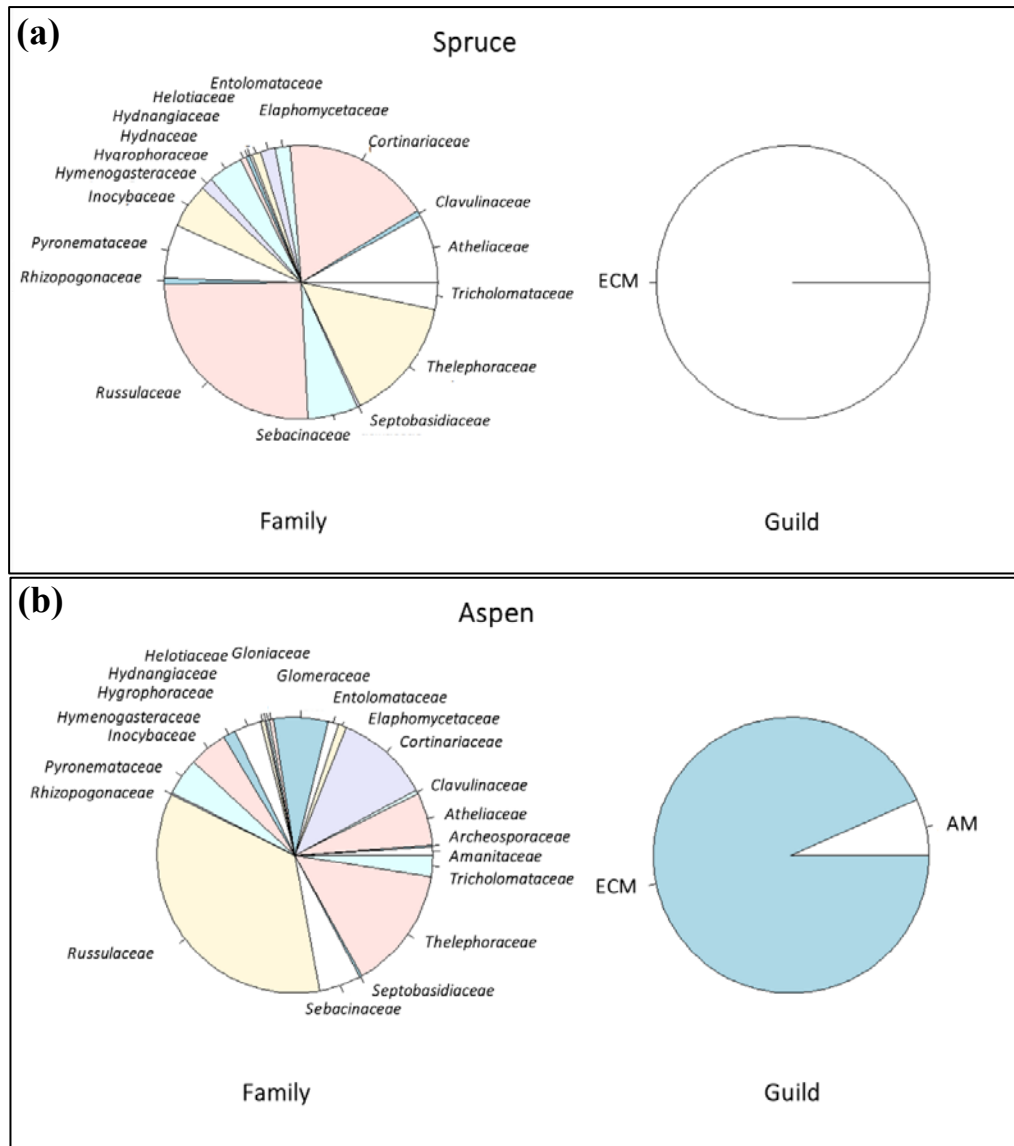 (a)
Spruce
Entolomataceae
Helotiaceae
Elaphomycetaceae
Hydnangiaceae
Cortinariaceae
Hydnaceae
Hygrophoraceae
Hymenogasteraceae
Inocybaceae
Clavulinaceae
Pyronemataceae
Atheliaceae
Rhizopogonaceae
Tricholomataceae
ECM
Thelephoraceae
Russulaceae
Septobasidiaceae
Sebacinaceae
Family
Guild
(b)
Aspen
Helotiaceae Gloniaceae
Hydnangiaceae Glomeraceae
Hygrophoraceae Entolomataceae
Hymenogasteraceae Elaphomycetaceae
Inocybaceae Cortinariaceae
Pyronemataceae
Clavulinaceae
Rhizopogonaceae
Atheliaceae
Archeosporaceae
AM
Amanitaceae
Tricholomataceae
ECM
Russulaceae
Thelephoraceae
Septobasidiaceae
Sebacinaceae
Family
Guild